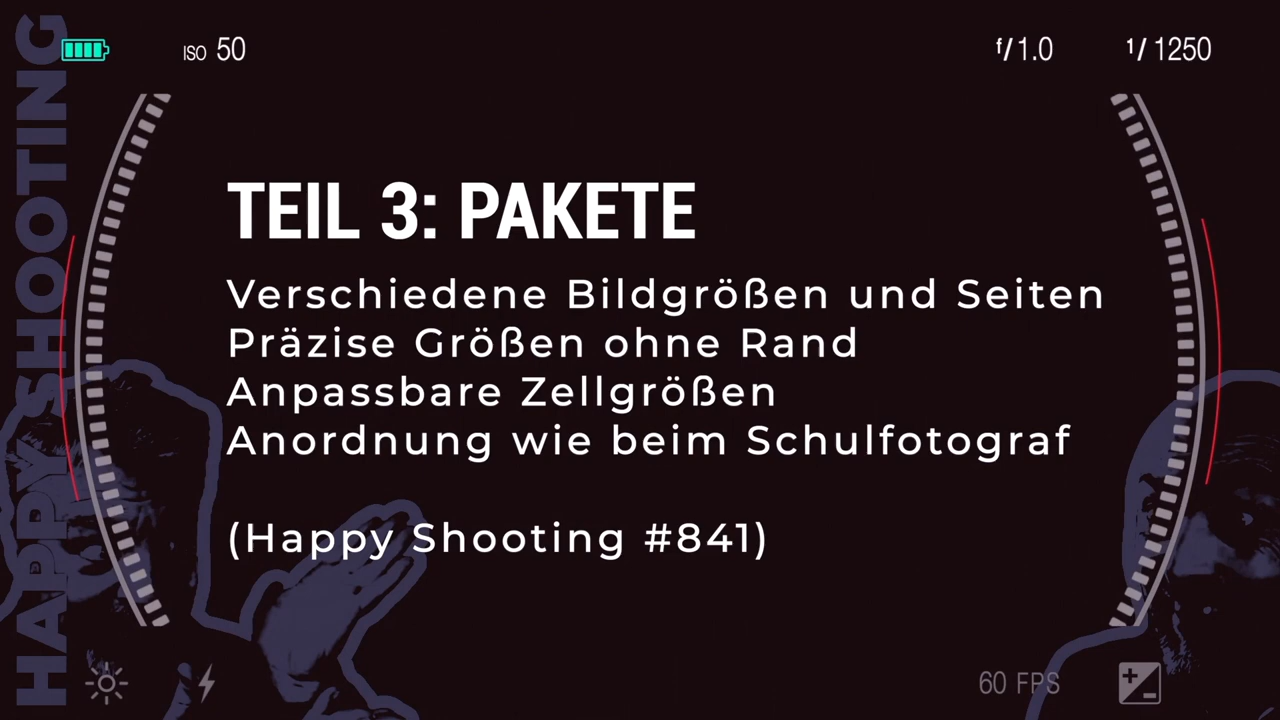 ISO 50
f/1.0
1/1250
HAPPY SHOOTING
TEIL 3: PAKETE
Verschiedene Bildgrößen und Seiten
Präzise Größen ohne Rand
Anpassbare Zellgrößen
Anordnung wie beim Schulfotograf
(Happy Shooting #841)
60 FPS